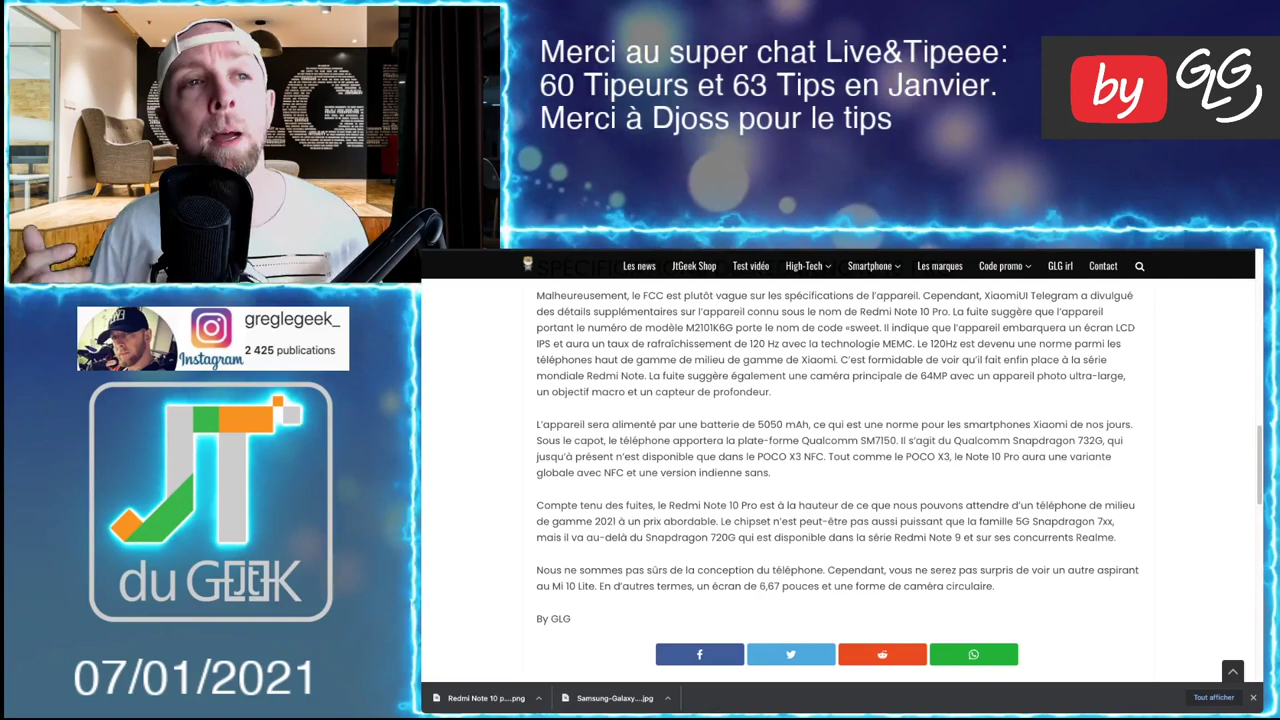 Merci au super chat Live&Tipeee:
60 Tipeurs et 63 Tips en Janvier.
Merci à Djoss pour le tips
by GLG
greglegeek_
Instagram
2 425 publications
JT
du GEEK
07/01/2021
Les news JtGeek Shop Test vidéo High-Tech Smartphone Les marques Code promo GLG irl Contact
Malheureusement, le FCC est plutôt vague sur les spécifications de l'appareil. Cependant, XiaomiUI Telegram a divulgué
des détails supplémentaires sur l'appareil connu sous le nom de Redmi Note 10 Pro. La fuite suggère que l'appareil
portant le numéro de modèle M2101K6G porte le nom de code «sweet. Il indique que l'appareil embarquera un écran LCD
IPS et aura un taux de rafraîchissement de 120 Hz avec la technologie MEMC. Le 120Hz est devenu une norme parmi les
téléphones haut de gamme de milieu de gamme de Xiaomi. C'est formidable de voir qu'il fait enfin place à la série
mondiale Redmi Note. La fuite suggère également une caméra principale de 64MP avec un appareil photo ultra-large,
un objectif macro et un capteur de profondeur.
L'appareil sera alimenté par une batterie de 5050 mAh, ce qui est une norme pour les smartphones Xiaomi de nos jours.
Sous le capot, le téléphone apportera la plate-forme Qualcomm SM7150. Il s'agit du Qualcomm Snapdragon 732G, qui
jusqu'à présent n'est disponible que dans le POCO X3 NFC. Tout comme le POCO X3, le Note 10 Pro aura une variante
globale avec NFC et une version indienne sans.
Compte tenu des fuites, le Redmi Note 10 Pro est à la hauteur de ce que nous pouvons attendre d'un téléphone de milieu
de gamme 2021 à un prix abordable. Le chipset n'est peut-être pas aussi puissant que la famille 5G Snapdragon 7xx,
mais il va au-delà du Snapdragon 720G qui est disponible dans la série Redmi Note 9 et sur ses concurrents Realme.
Nous ne sommes pas sûrs de la conception du téléphone. Cependant, vous ne serez pas surpris de voir un autre aspirant
au Mi 10 Lite. En d'autres termes, un écran de 6,67 pouces et une forme de caméra circulaire.
By GLG
Redmi Note 10 p....png Samsung-Galaxy....jpg Tout afficher